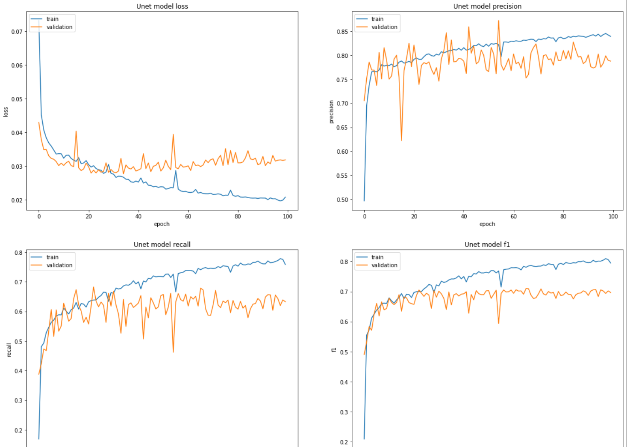 Unet model loss
train
validation
0.07
0.06
0.05
0.04
0.03
0.02
loss
0 20 40 60 80 100
epoch
Unet model precision
train
validation
0.85
0.80
0.75
0.70
0.65
0.60
0.55
0.50
precision
0 20 40 60 80 100
epoch
Unet model recall
train
validation
0.8
0.7
0.6
0.5
0.4
0.3
0.2
recall
Unet model f1
train
validation
0.8
0.7
0.6
0.5
0.4
0.3
0.2
f1